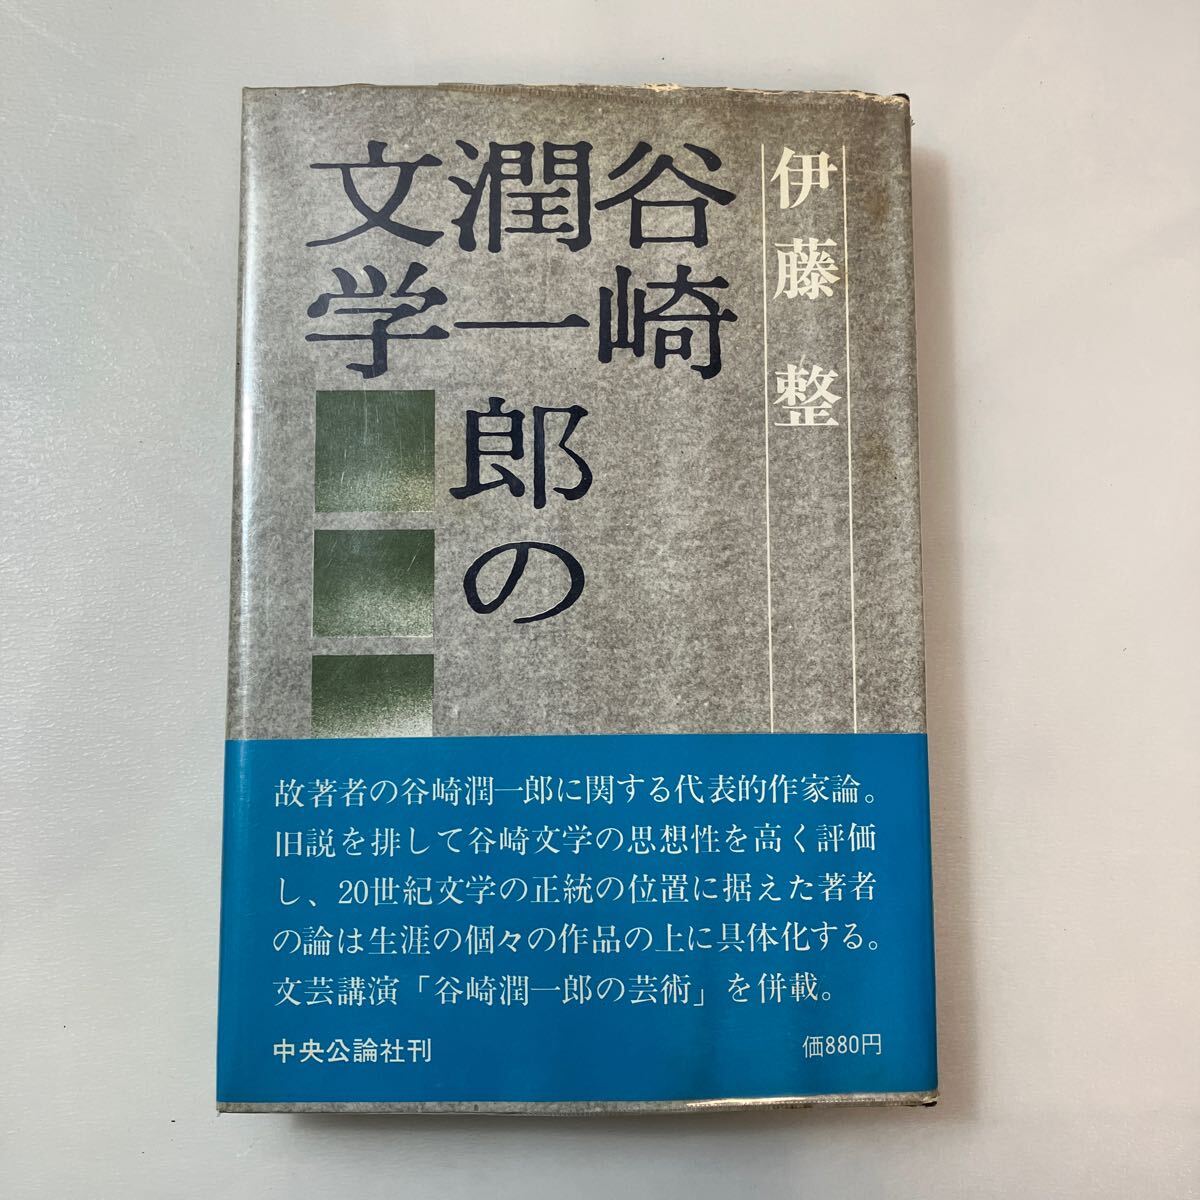 伊藤整
谷崎
潤一郎の
文学
故著者の谷崎潤一郎に関する代表的作家論。
旧説を排して谷崎文学の思想性を高く評価
し、20世紀文学の正統の位置に据えた著者
の論は生涯の個々の作品の上に具体化する。
文芸講演「谷崎潤一郎の芸術」を併載。
中央公論社刊
価880円